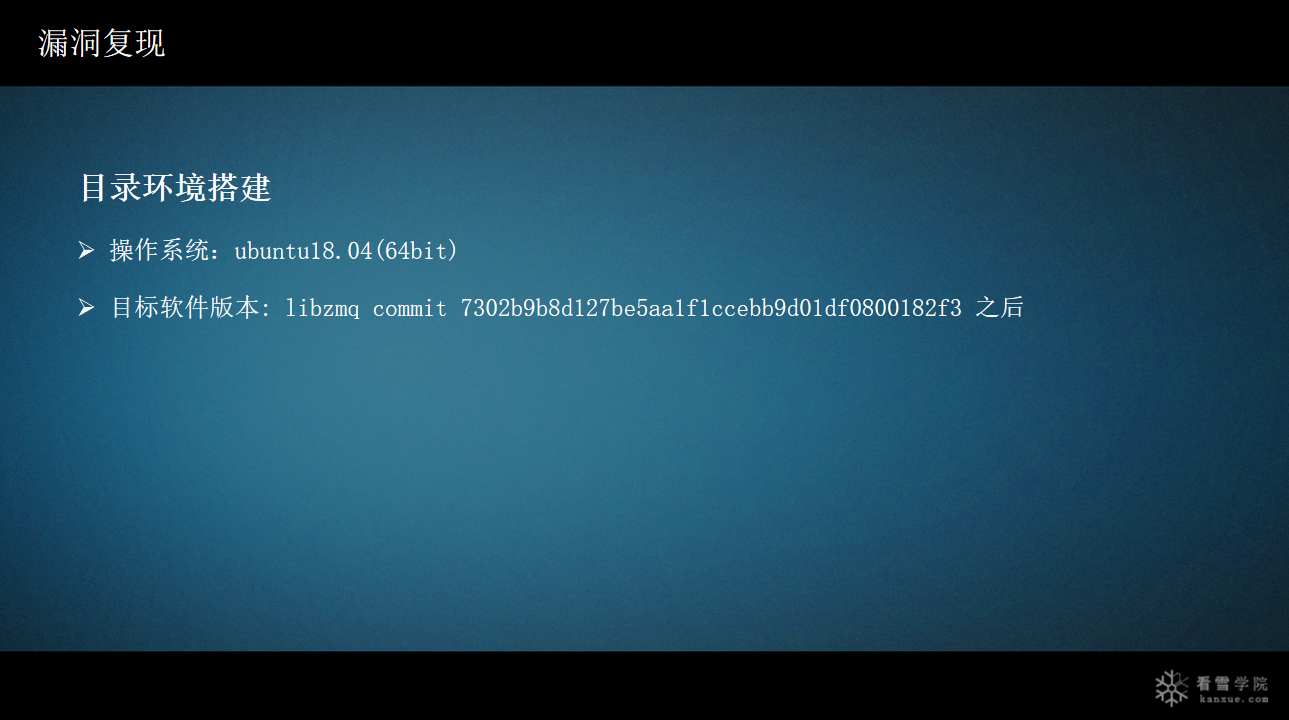 漏洞复现
目录环境搭建
➢ 操作系统：ubuntu18.04(64bit)
➢ 目标软件版本: libzmq commit 7302b9b8d127be5aa1f1ccebb9d01df0800182f3 之后
看雪学院
kanxue.com